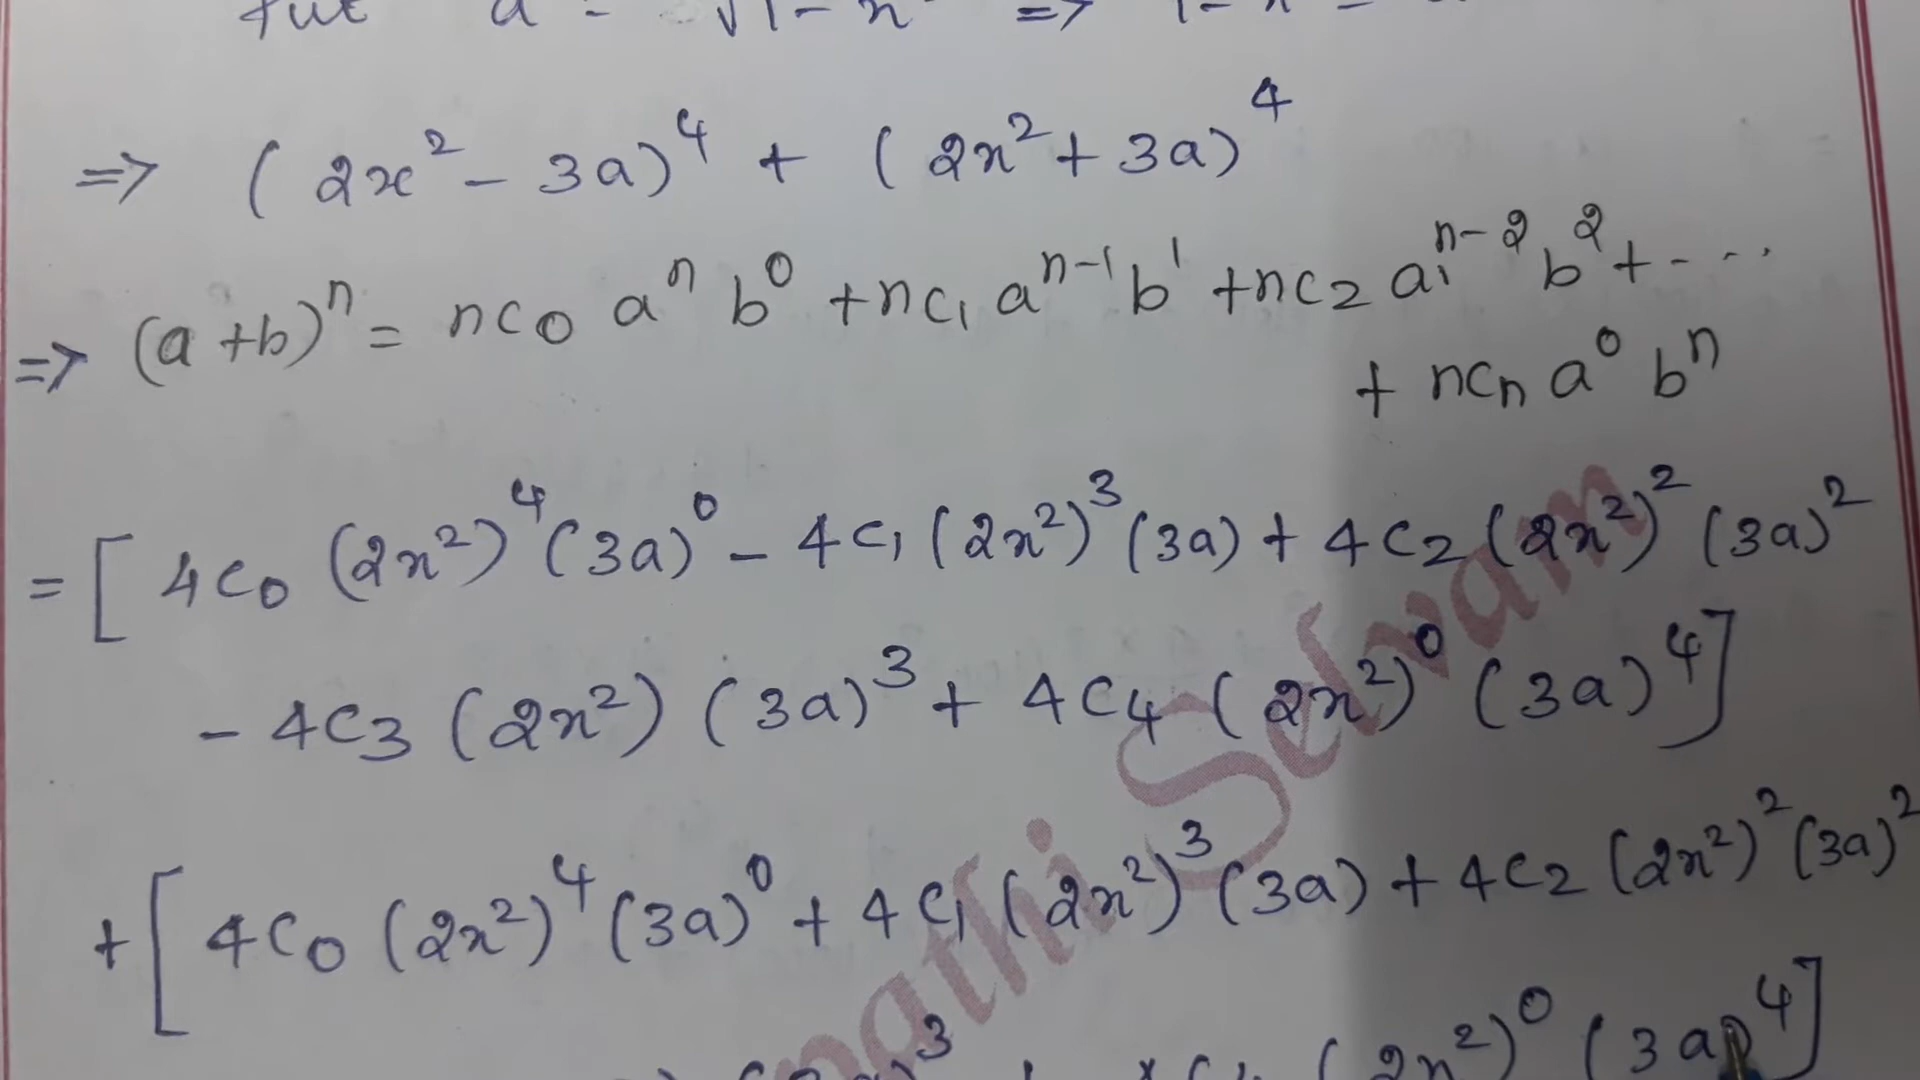 ⇒ (2x² - 3a)⁴ + (2x² + 3a)⁴
⇒ (a+b)ⁿ = nC₀ aⁿ b⁰ + nC₁ aⁿ⁻¹ b¹ + nC₂ aⁿ⁻² b² + - - ..
+ nCₙ a⁰ bⁿ
= [ 4C₀ (2x²)⁴ (3a)⁰ - 4C₁ (2x²)³ (3a) + 4C₂ (2x²)² (3a)²
- 4C₃ (2x²) (3a)³ + 4C₄ (2x²)⁰ (3a)⁴ ]
+ [ 4C₀ (2x²)⁴ (3a)⁰ + 4C₁ (2x²)³ (3a) + 4C₂ (2x²)² (3a)²
(2x²)⁰ (3a)⁴ ]
Selvam